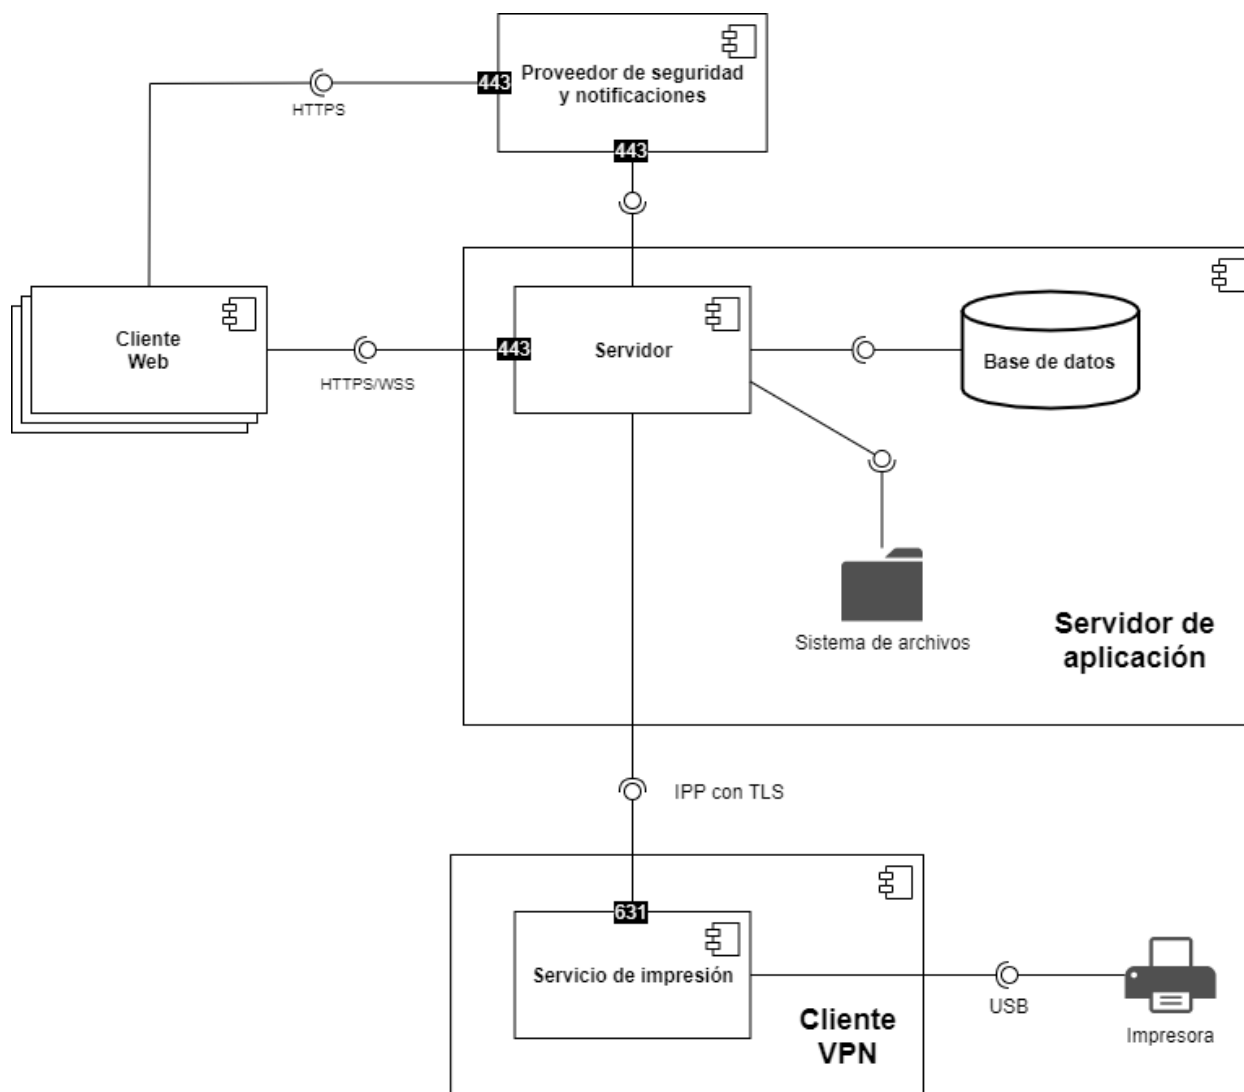 443
Proveedor de seguridad
y notificaciones
HTTPS
443
Cliente
Web
443
Servidor
Base de datos
HTTPS/WSS
Sistema de archivos
Servidor de
aplicación
IPP con TLS
631
Servicio de impresión
USB
Cliente
VPN
Impresora